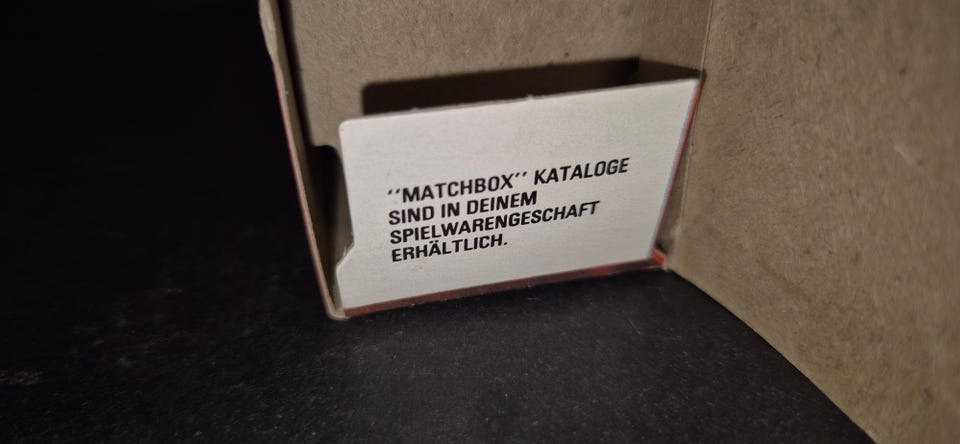 "MATCHBOX" KATALOGE
SIND IN DEINEM
SPIELWARENGESCHAFT
ERHÄLTLICH.